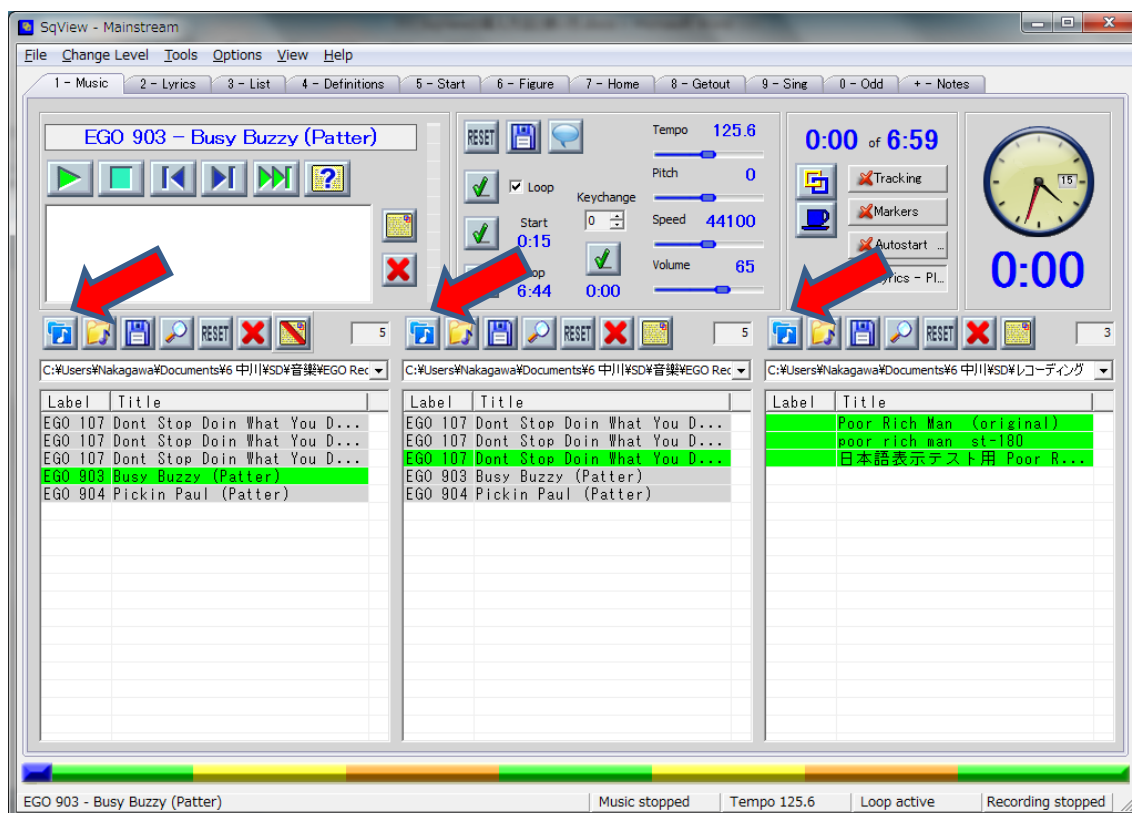 SqView - Mainstream
File Change Level Tools Options View Help
1 - Music 2 - Lyrics 3 - List 4 - Definitions 5 - Start 6 - Figure 7 - Home 8 - Getout 9 - Sing 0 - Odd + - Notes
EGO 903 - Busy Buzzy (Patter)
RESET
Loop
Keychange
0
Start
0:15
op
6:44
0:00
Tempo 125.6
Pitch 0
Speed 44100
Volume 65
0:00 of 6:59
Tracking
Markers
Autostart ...
yrics - Pl...
15
0:00
RESET 5
RESET 5
RESET 3
C:¥Users¥Nakagawa¥Documents¥6 中川¥SD¥音樂¥EGO Rec
C:¥Users¥Nakagawa¥Documents¥6 中川¥SD¥音樂¥EGO Rec
C:¥Users¥Nakagawa¥Documents¥6 中川¥SD¥レコーディング
Label Title
EGO 107 Dont Stop Doin What You D...
EGO 107 Dont Stop Doin What You D...
EGO 107 Dont Stop Doin What You D...
EGO 903 Busy Buzzy (Patter)
EGO 904 Pickin Paul (Patter)
Label Title
EGO 107 Dont Stop Doin What You D...
EGO 107 Dont Stop Doin What You D...
EGO 107 Dont Stop Doin What You D...
EGO 903 Busy Buzzy (Patter)
EGO 904 Pickin Paul (Patter)
Label Title
Poor Rich Man (original)
poor rich man st-180
日本語表示テスト用 Poor R...
EGO 903 - Busy Buzzy (Patter) Music stopped Tempo 125.6 Loop active Recording stopped